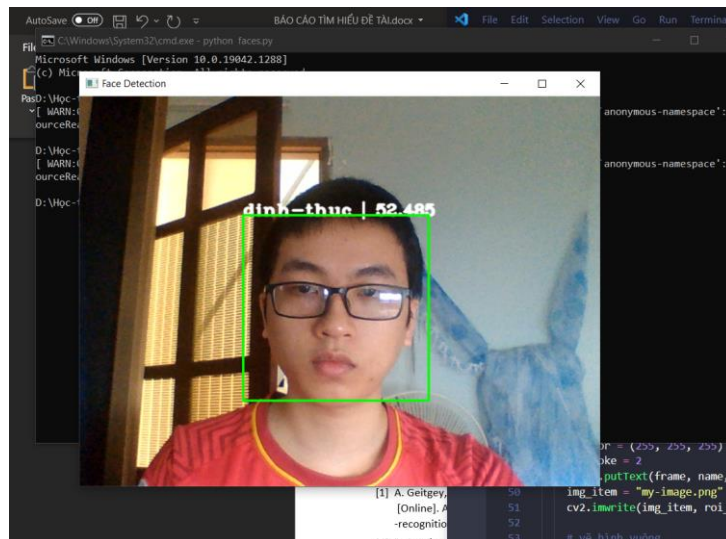 AutoSave Off
BÁO CÁO TÌM HIỂU ĐỀ TÀI.docx
File Edit Selection View Go Run Terminal
C:\Windows\System32\cmd.exe - python faces.py
Microsoft Windows [Version 10.0.19042.1288]
Face Detection
[ WARN:
anonymous-namespace':
ourceRe
D:\Học-
[ WARN:
anonymous-namespace':
ourceRe
D:\Học-
dinh-thuc | 52.485
= (255, 255, 255)
= 2
putText(frame, name,
[1] A. Geitgey,
50 img_item = "my-image.png"
[Online]. A
51 cv2.imwrite(img_item, roi_
-recognitio
52
53 # vẽ hình vuông